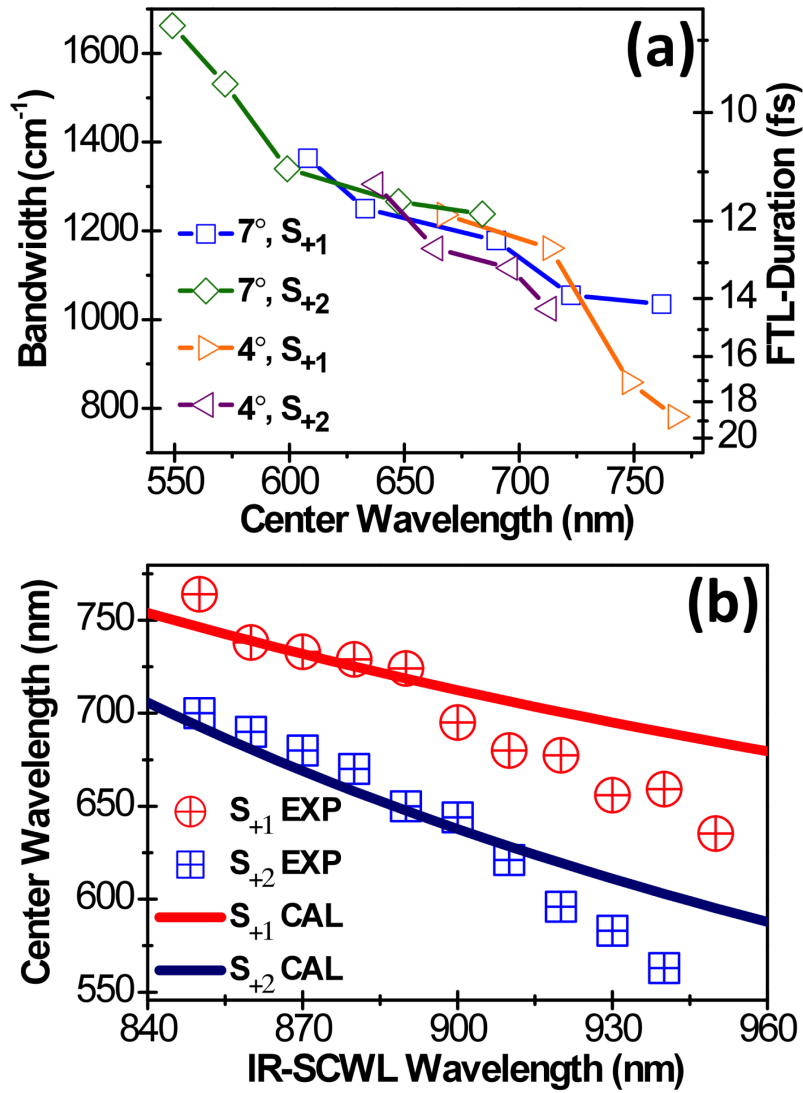 (a)
1600
1400
1200
1000
800
Bandwidth (cm⁻¹)
10
12
14
16
18
20
FTL-Duration (fs)
7°, S+1
7°, S+2
4°, S+1
4°, S+2
550 600 650 700 750
Center Wavelength (nm)
(b)
750
700
650
600
550
Center Wavelength (nm)
S+1 EXP
S+2 EXP
S+1 CAL
S+2 CAL
840 870 900 930 960
IR-SCWL Wavelength (nm)